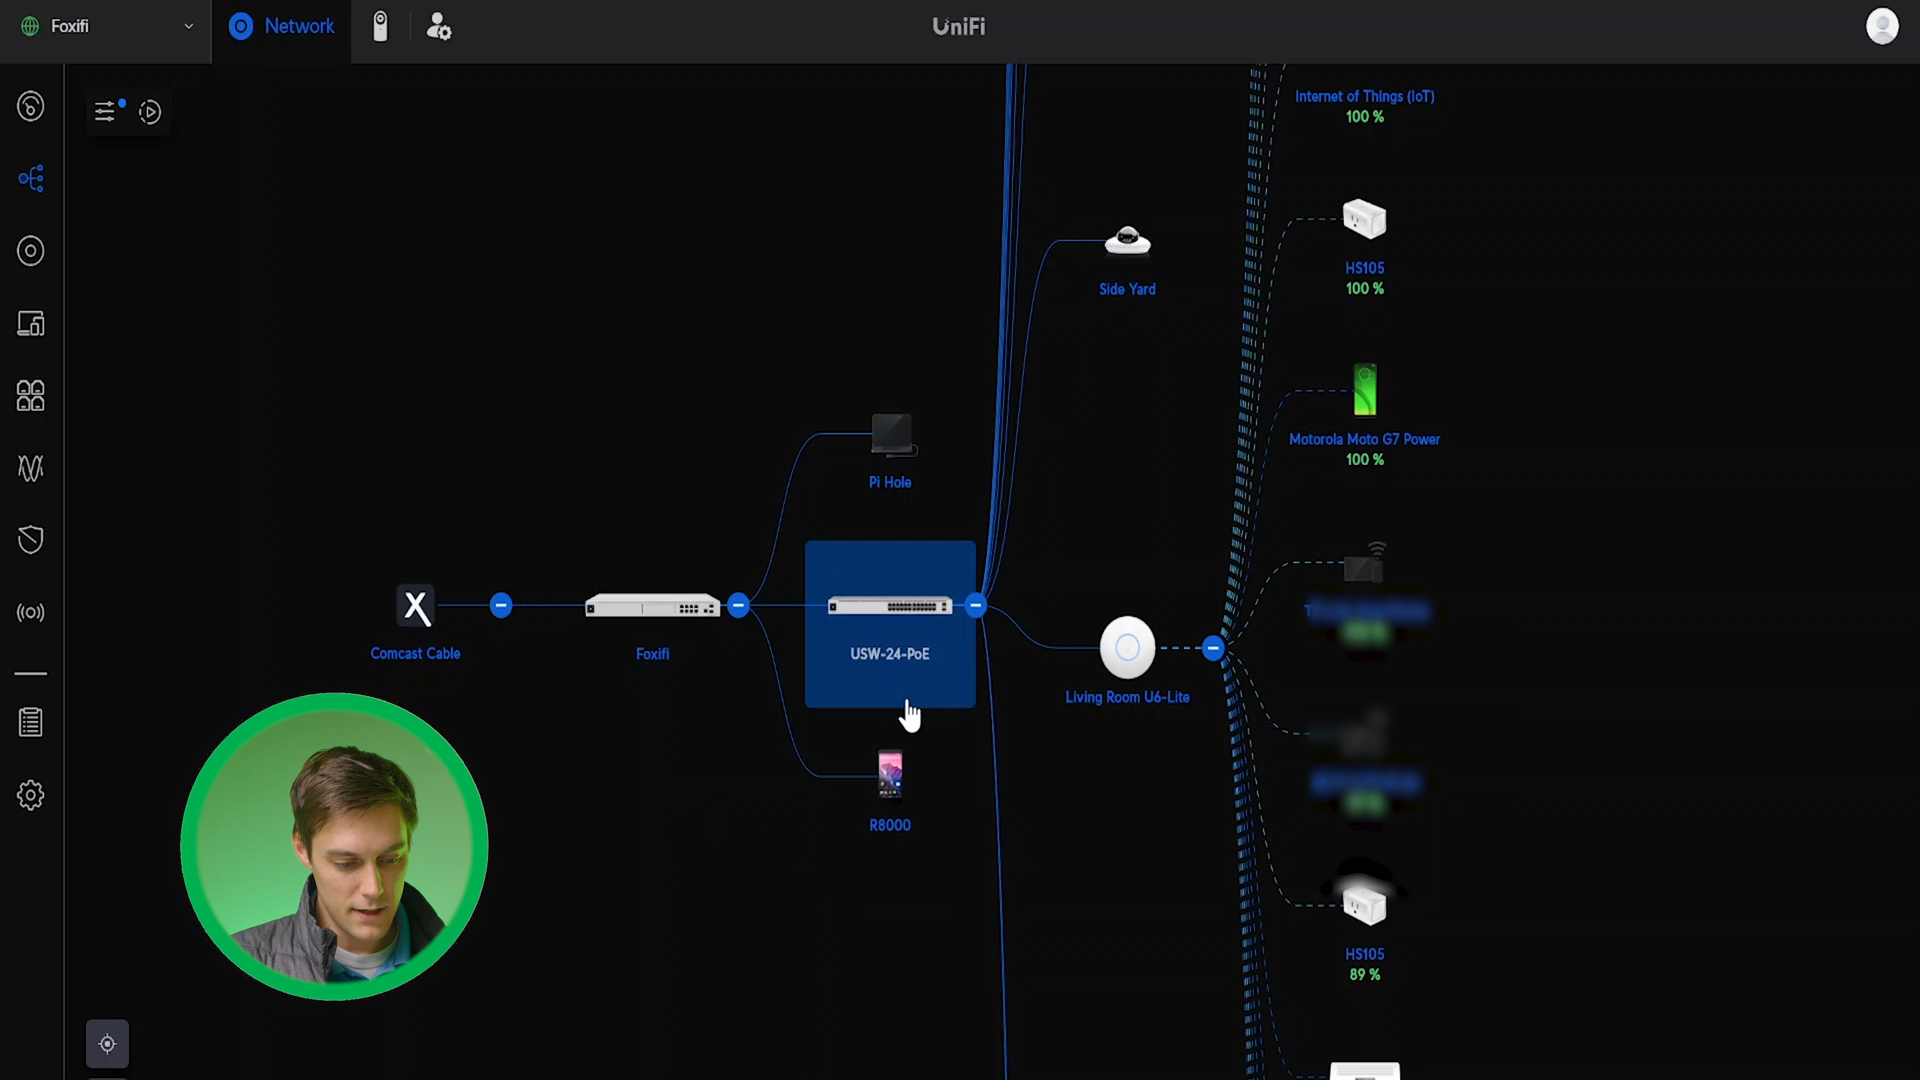 Foxifi
Network
UniFi
Internet of Things (IoT)
100 %
HS105
100 %
Side Yard
Motorola Moto G7 Power
100 %
Pi Hole
Comcast Cable
Foxifi
USW-24-PoE
Living Room U6-Lite
R8000
HS105
89 %